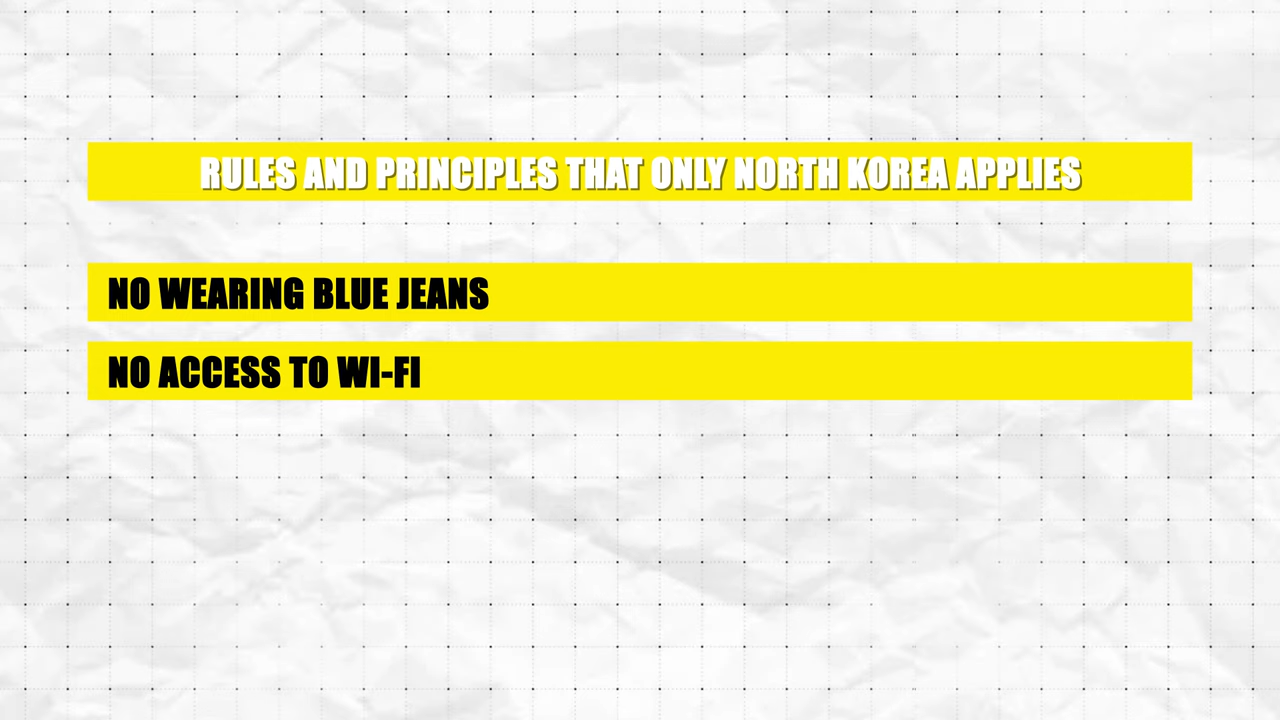 RULES AND PRINCIPLES THAT ONLY NORTH KOREA APPLIES
NO WEARING BLUE JEANS
NO ACCESS TO WI-FI